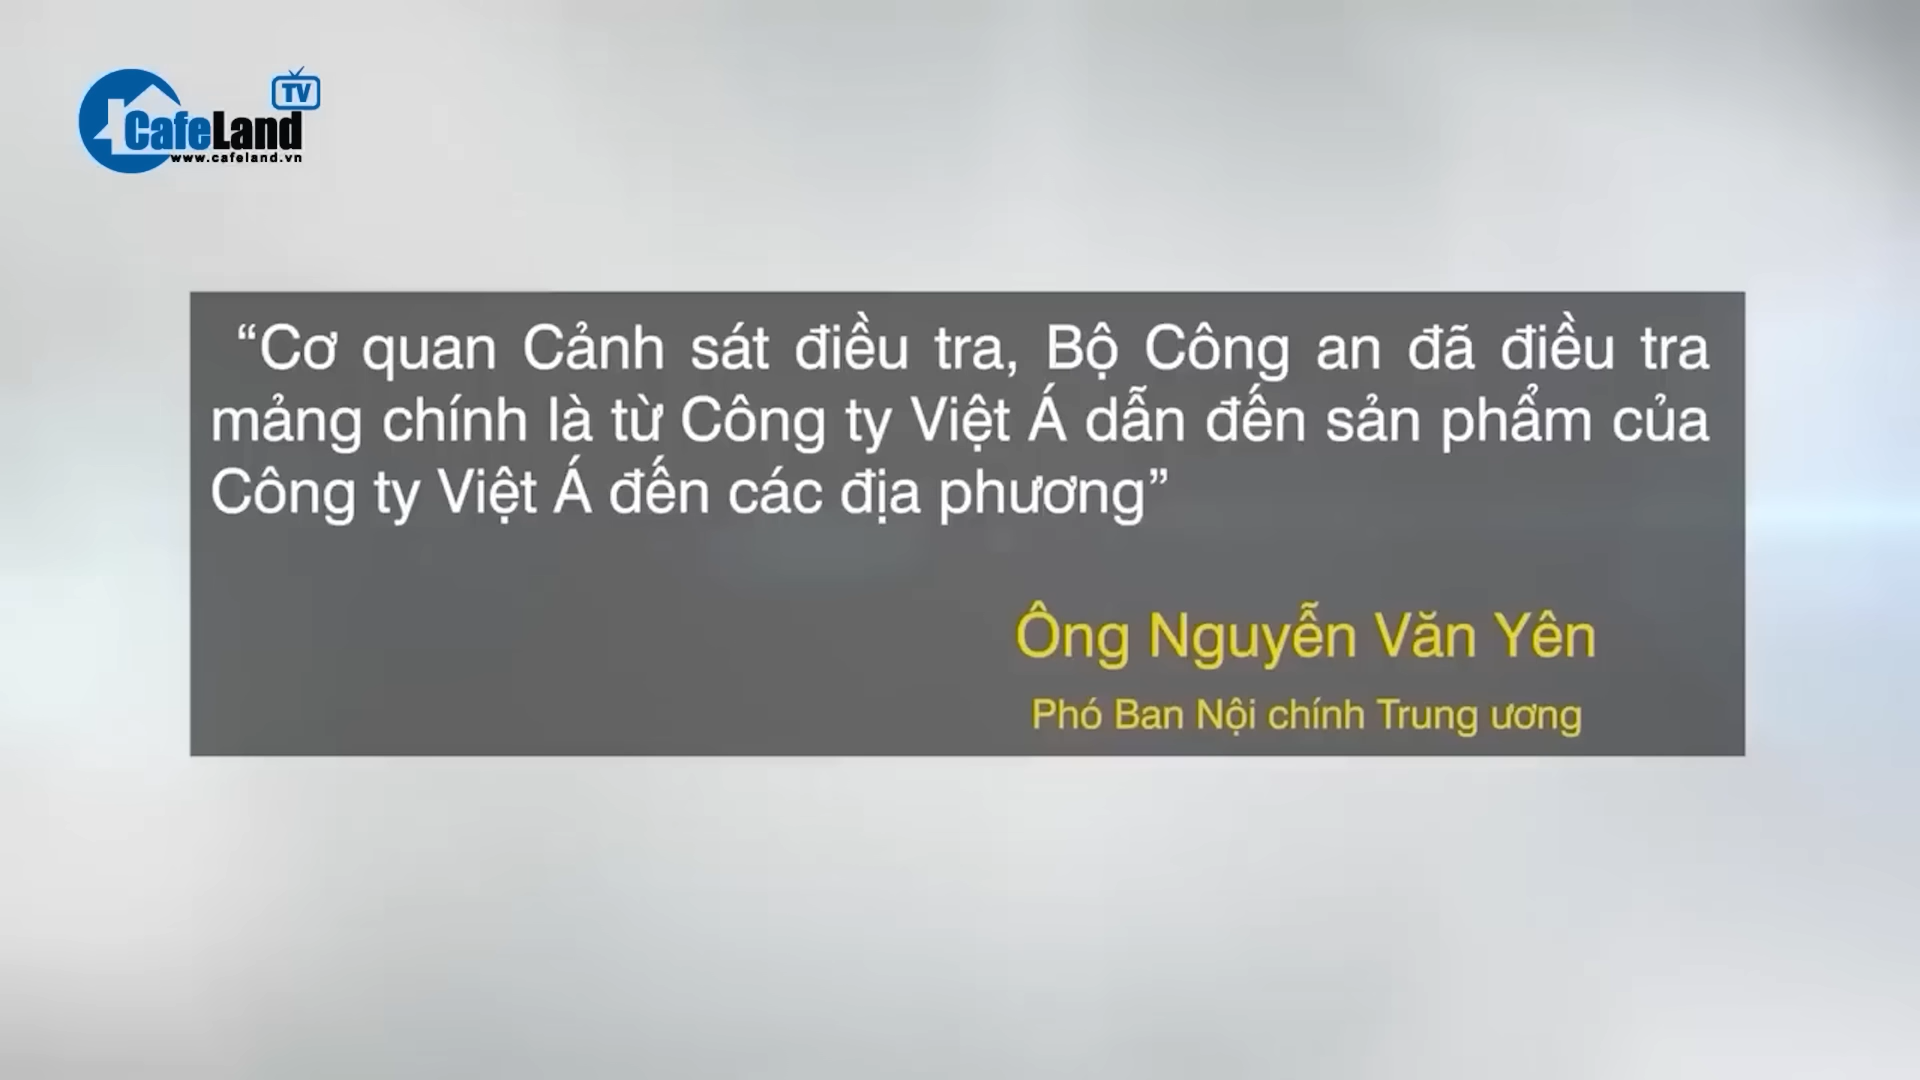 TV
CafeLand
www.cafeland.vn
“Cơ quan Cảnh sát điều tra, Bộ Công an đã điều tra
mảng chính là từ Công ty Việt Á dẫn đến sản phẩm của
Công ty Việt Á đến các địa phương”
Ông Nguyễn Văn Yên
Phó Ban Nội chính Trung ương